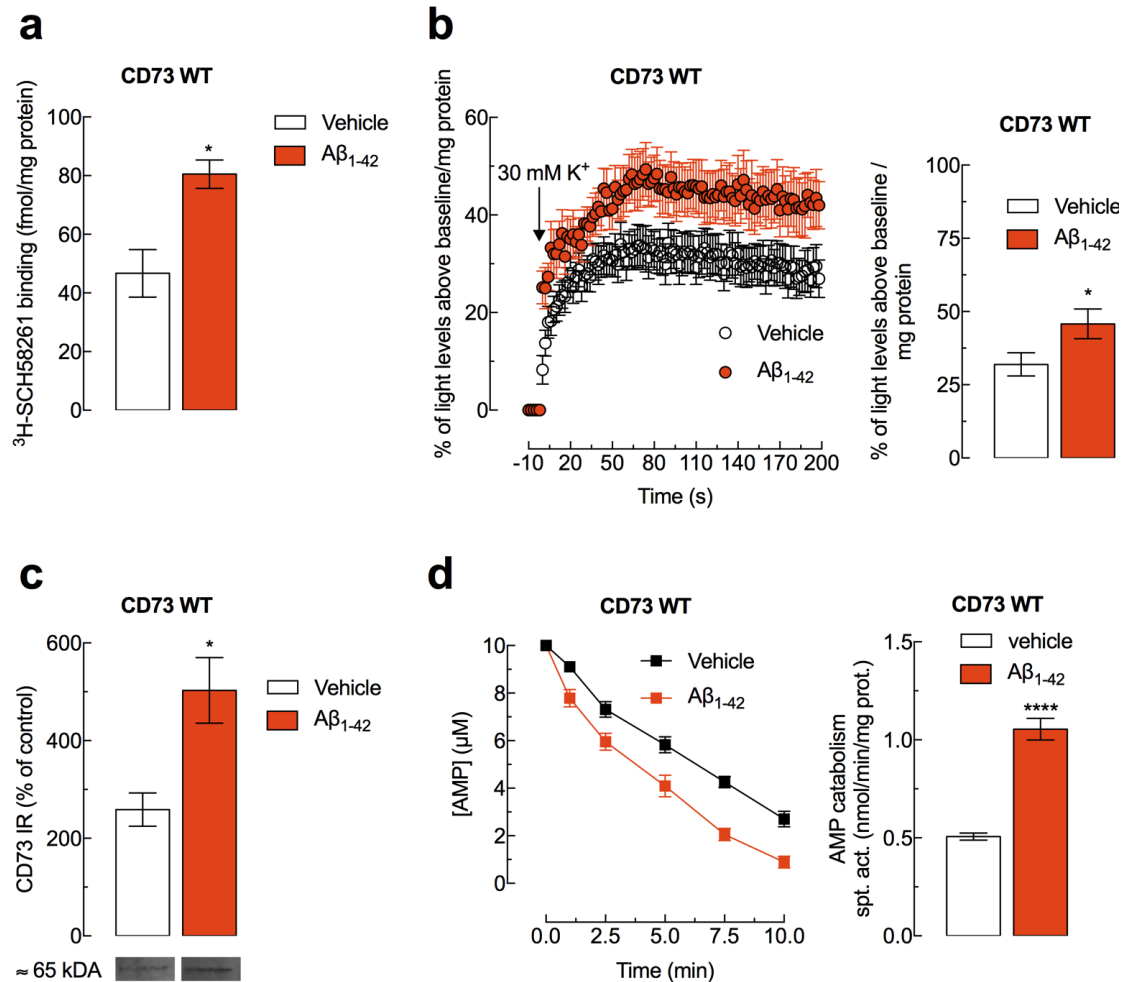 a
CD73 WT
³H-SCH58261 binding (fmol/mg protein)
100
80
60
40
20
0
*
Vehicle
Aβ₁₋₄₂
b
CD73 WT
% of light levels above baseline/mg protein
60
40
20
0
30 mM K⁺
Vehicle
Aβ₁₋₄₂
-10 20 50 80 110 140 170 200
Time (s)
CD73 WT
% of light levels above baseline /
mg protein
100
75
50
25
0
*
Vehicle
Aβ₁₋₄₂
c
CD73 WT
CD73 IR (% of control)
600
400
200
0
*
Vehicle
Aβ₁₋₄₂
≈ 65 kDA
d
CD73 WT
[AMP] (µM)
10
8
6
4
2
0
Vehicle
Aβ₁₋₄₂
0.0 2.5 5.0 7.5 10.0
Time (min)
CD73 WT
AMP catabolism
spt. act. (nmol/min/mg prot.)
1.5
1.0
0.5
0.0
vehicle
Aβ₁₋₄₂
****